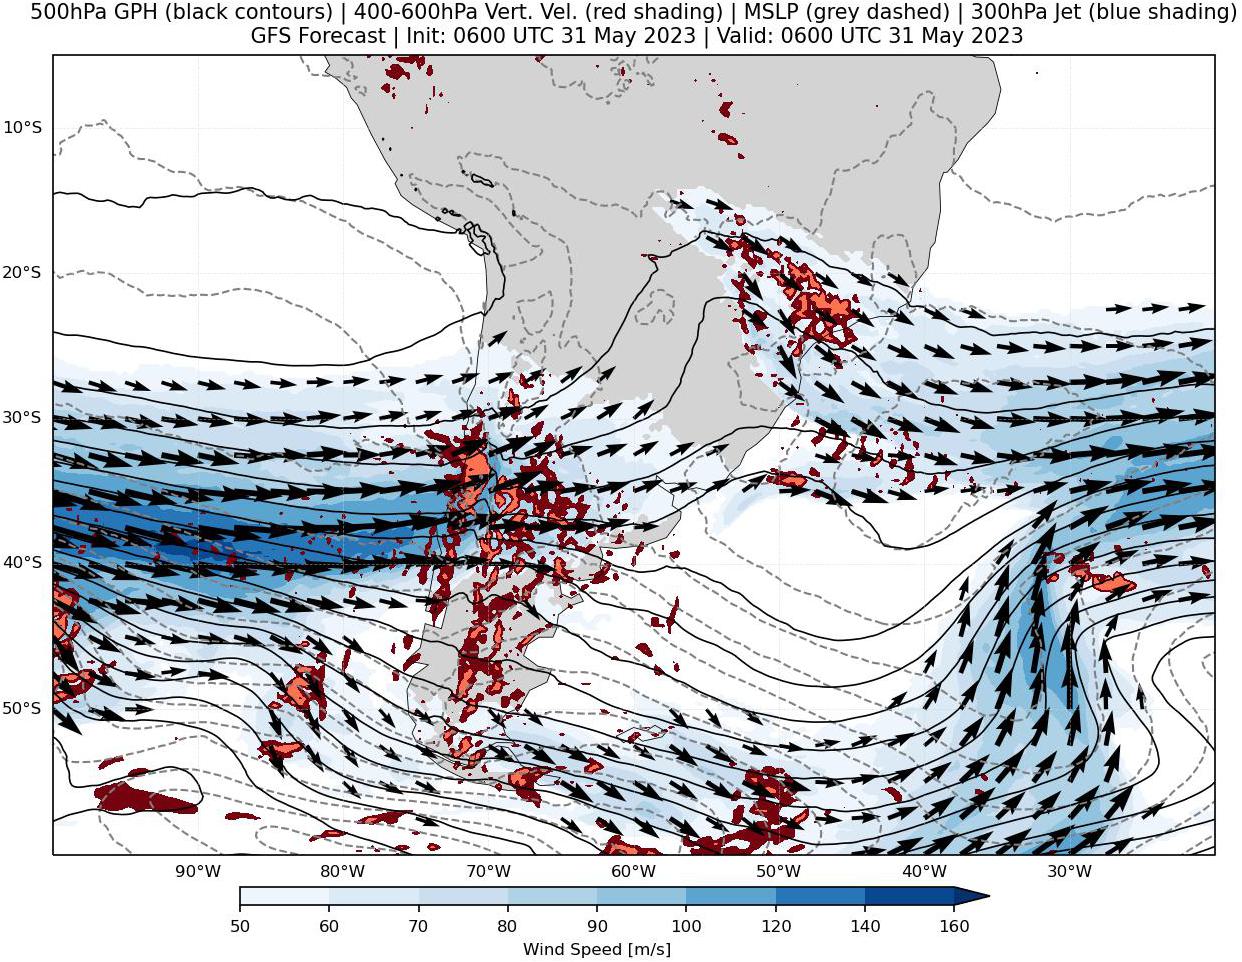 500hPa GPH (black contours) | 400-600hPa Vert. Vel. (red shading) | MSLP (grey dashed) | 300hPa Jet (blue shading)
GFS Forecast | Init: 0600 UTC 31 May 2023 | Valid: 0600 UTC 31 May 2023
10°S
20°S
30°S
40°S
50°S
90°W 80°W 70°W 60°W 50°W 40°W 30°W
50 60 70 80 90 100 120 140 160
Wind Speed [m/s]